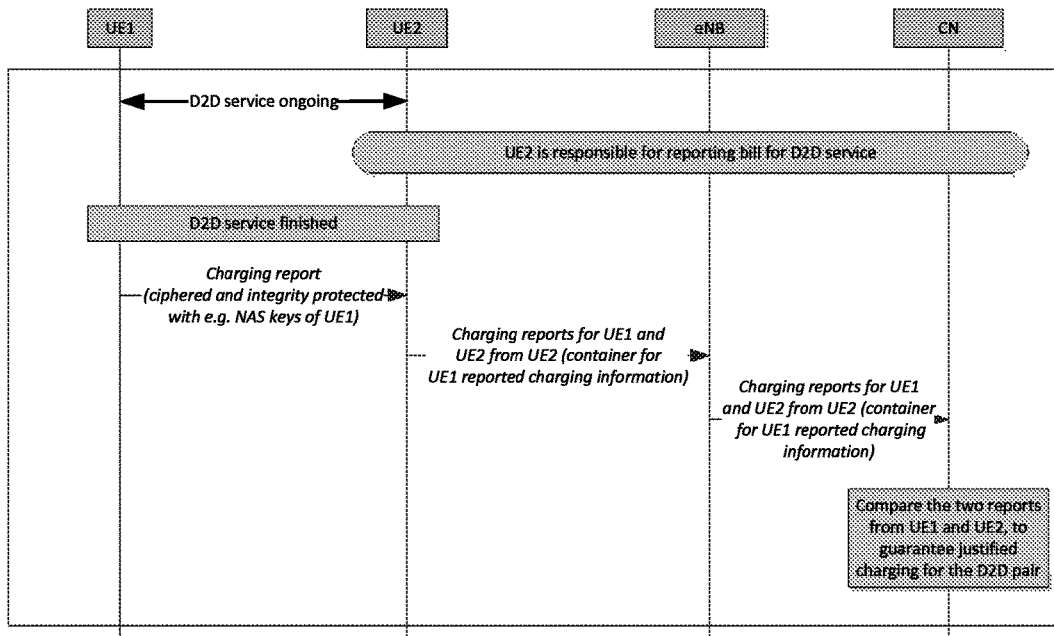 UE1
UE2
eNB
CN
D2D service ongoing
UE2 is responsible for reporting bill for D2D service
D2D service finished
Charging report
(ciphered and integrity protected
with e.g. NAS keys of UE1)
Charging reports for UE1 and
UE2 from UE2 (container for
UE1 reported charging information)
Charging reports for UE1
and UE2 from UE2 (container
for UE1 reported charging
information)
Compare the two reports
from UE1 and UE2, to
guarantee justified
charging for the D2D pair